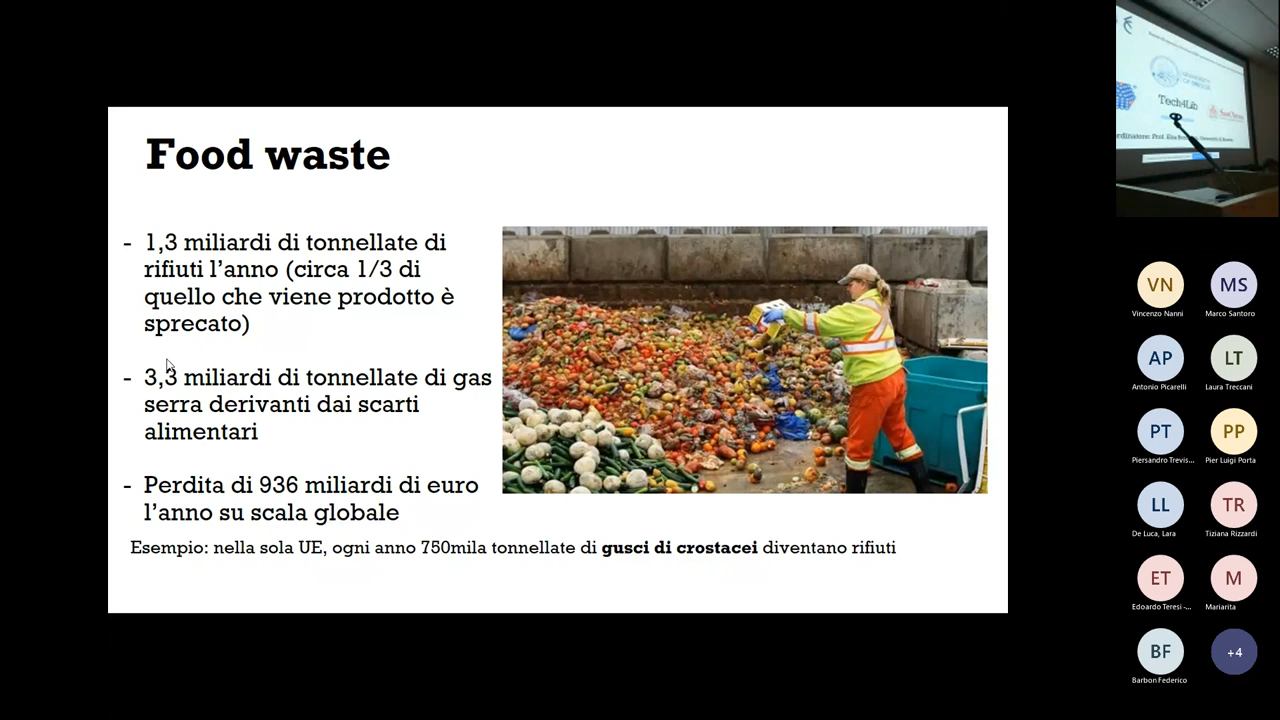 Food waste
- 1,3 miliardi di tonnellate di
rifiuti l’anno (circa 1/3 di
quello che viene prodotto è
sprecato)
- 3,3 miliardi di tonnellate di gas
serra derivanti dai scarti
alimentari
- Perdita di 936 miliardi di euro
l’anno su scala globale
Esempio: nella sola UE, ogni anno 750mila tonnellate di gusci di crostacei diventano rifiuti
Tech4Lib
VN MS
Vincenzo Nanni Marco Santoro
AP LT
Antonio Picarelli Laura Treccani
PT PP
Piersandro Trevis... Pier Luigi Porta
LL TR
De Luca, Lara Tiziana Rizzardi
ET M
Edoardo Teresi -... Mariarita
BF +4
Barbon Federico